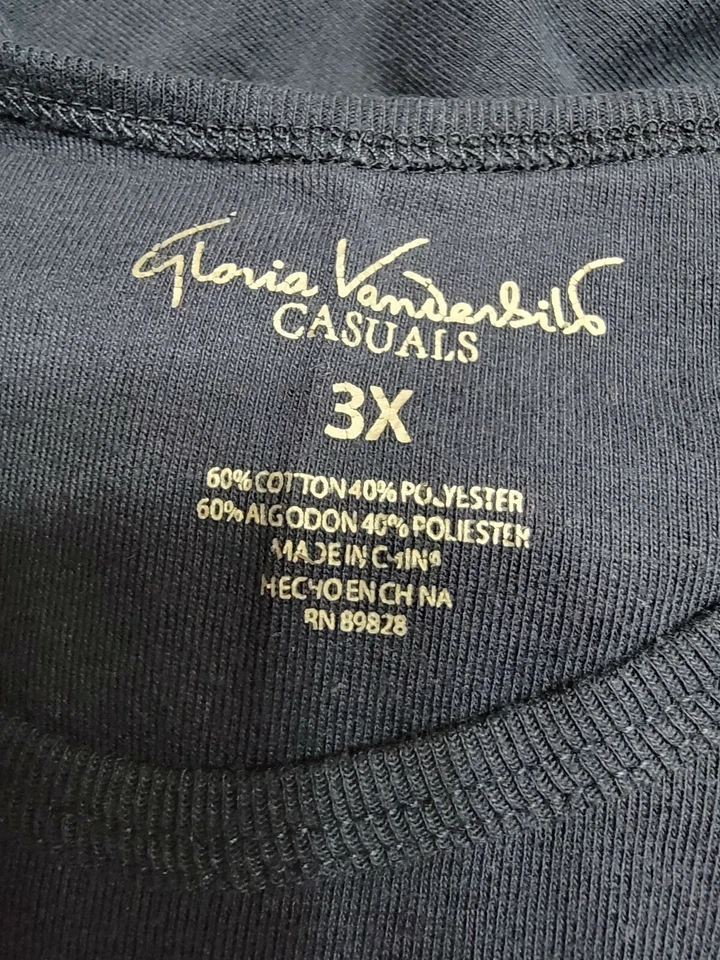 Gloria Vanderbilt
CASUALS
3X
60% COTTON 40% POLYESTER
60% ALGODON 40% POLIESTER
MADE IN CHINA
HECHO EN CHINA
RN 89828